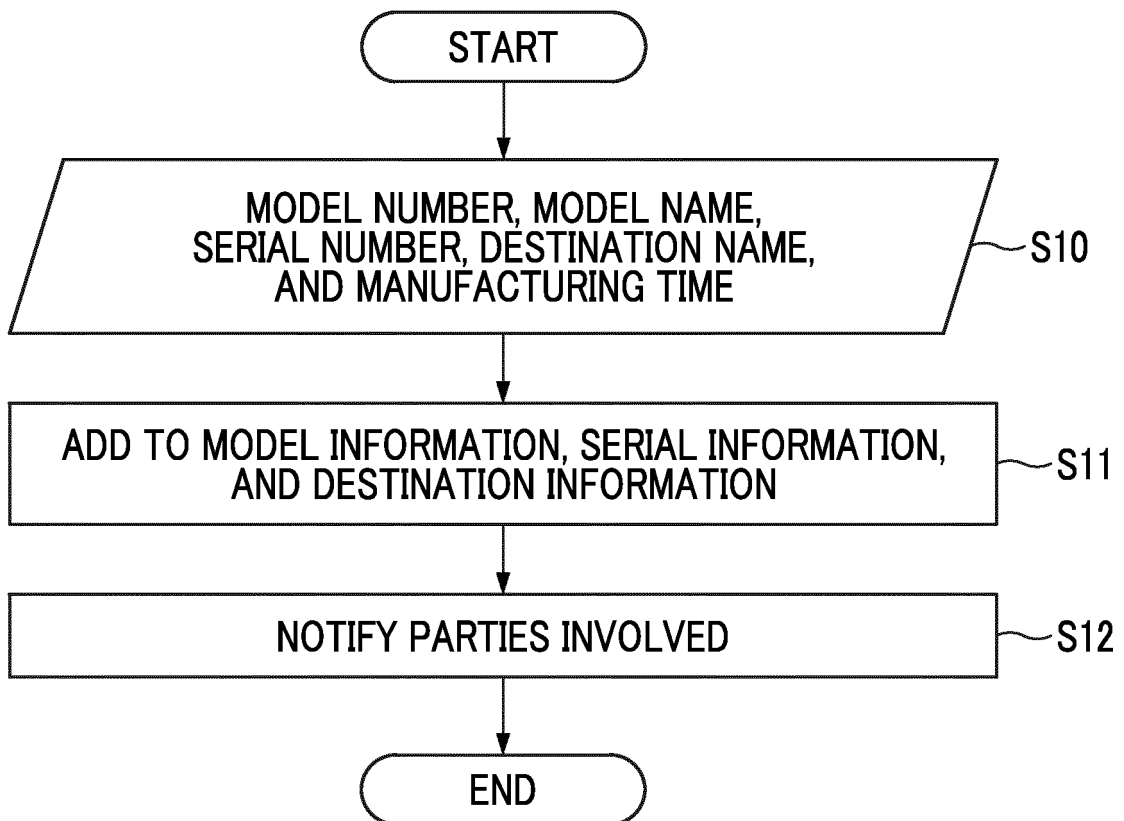 START
MODEL NUMBER, MODEL NAME,
SERIAL NUMBER, DESTINATION NAME,
AND MANUFACTURING TIME
S10
ADD TO MODEL INFORMATION, SERIAL INFORMATION,
AND DESTINATION INFORMATION
S11
NOTIFY PARTIES INVOLVED
S12
END